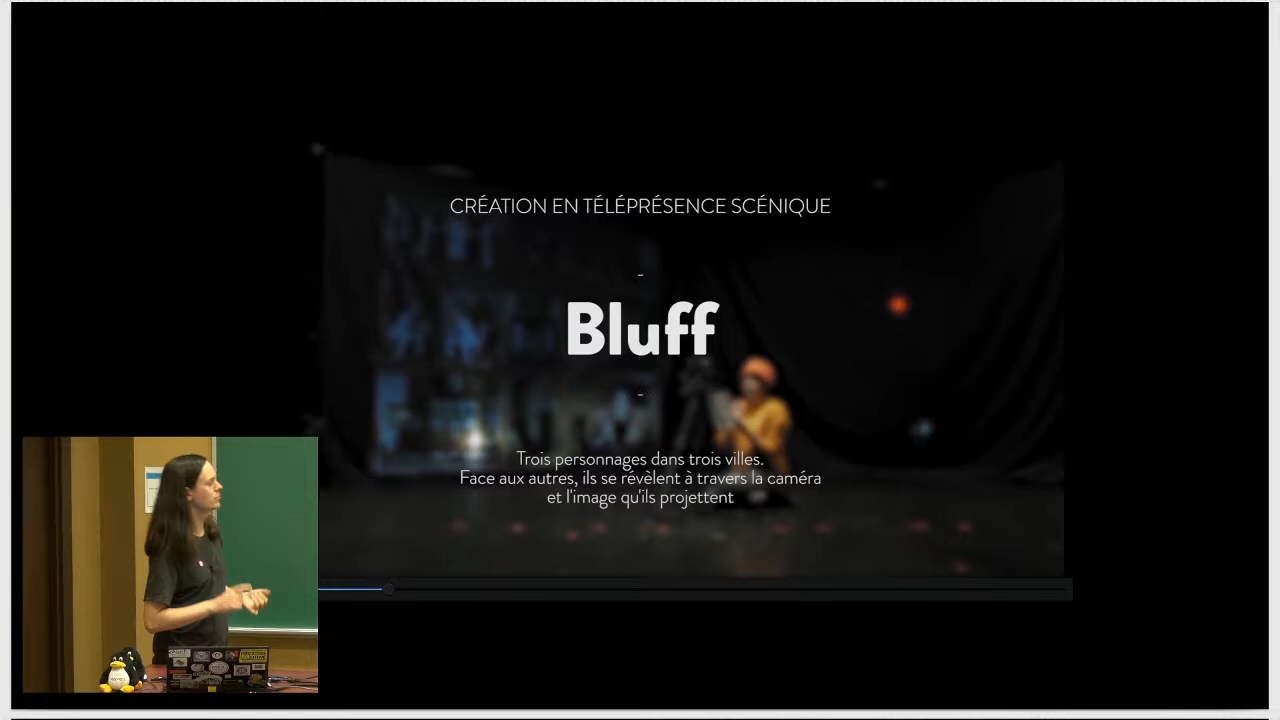 CRÉATION EN TÉLÉPRÉSENCE SCÉNIQUE
-
Bluff
-
Trois personnages dans trois villes.
Face aux autres, ils se révèlent à travers la caméra
et l'image qu'ils projettent